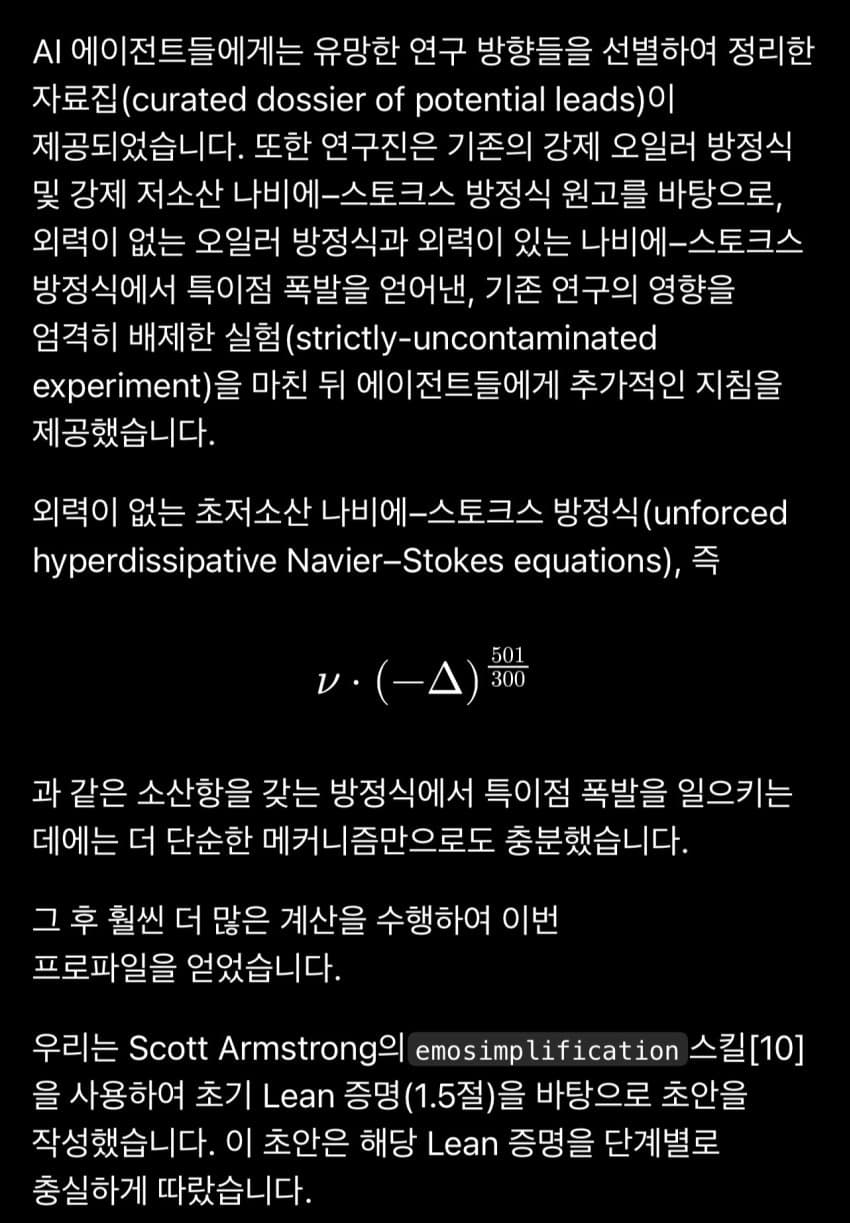 AI 에이전트들에게는 유망한 연구 방향들을 선별하여 정리한
자료집(curated dossier of potential leads)이
제공되었습니다. 또한 연구진은 기존의 강제 오일러 방정식
및 강제 저소산 나비에–스토크스 방정식 원고를 바탕으로,
외력이 없는 오일러 방정식과 외력이 있는 나비에–스토크스
방정식에서 특이점 폭발을 얻어낸, 기존 연구의 영향을
엄격히 배제한 실험(strictly-uncontaminated
experiment)을 마친 뒤 에이전트들에게 추가적인 지침을
제공했습니다.
외력이 없는 초저소산 나비에–스토크스 방정식(unforced
hyperdissipative Navier–Stokes equations), 즉
ν · (−Δ)^(501/300)
과 같은 소산항을 갖는 방정식에서 특이점 폭발을 일으키는
데에는 더 단순한 메커니즘만으로도 충분했습니다.
그 후 훨씬 더 많은 계산을 수행하여 이번
프로파일을 얻었습니다.
우리는 Scott Armstrong의 emosimplification 스킬[10]
을 사용하여 초기 Lean 증명(1.5절)을 바탕으로 초안을
작성했습니다. 이 초안은 해당 Lean 증명을 단계별로
충실하게 따랐습니다.